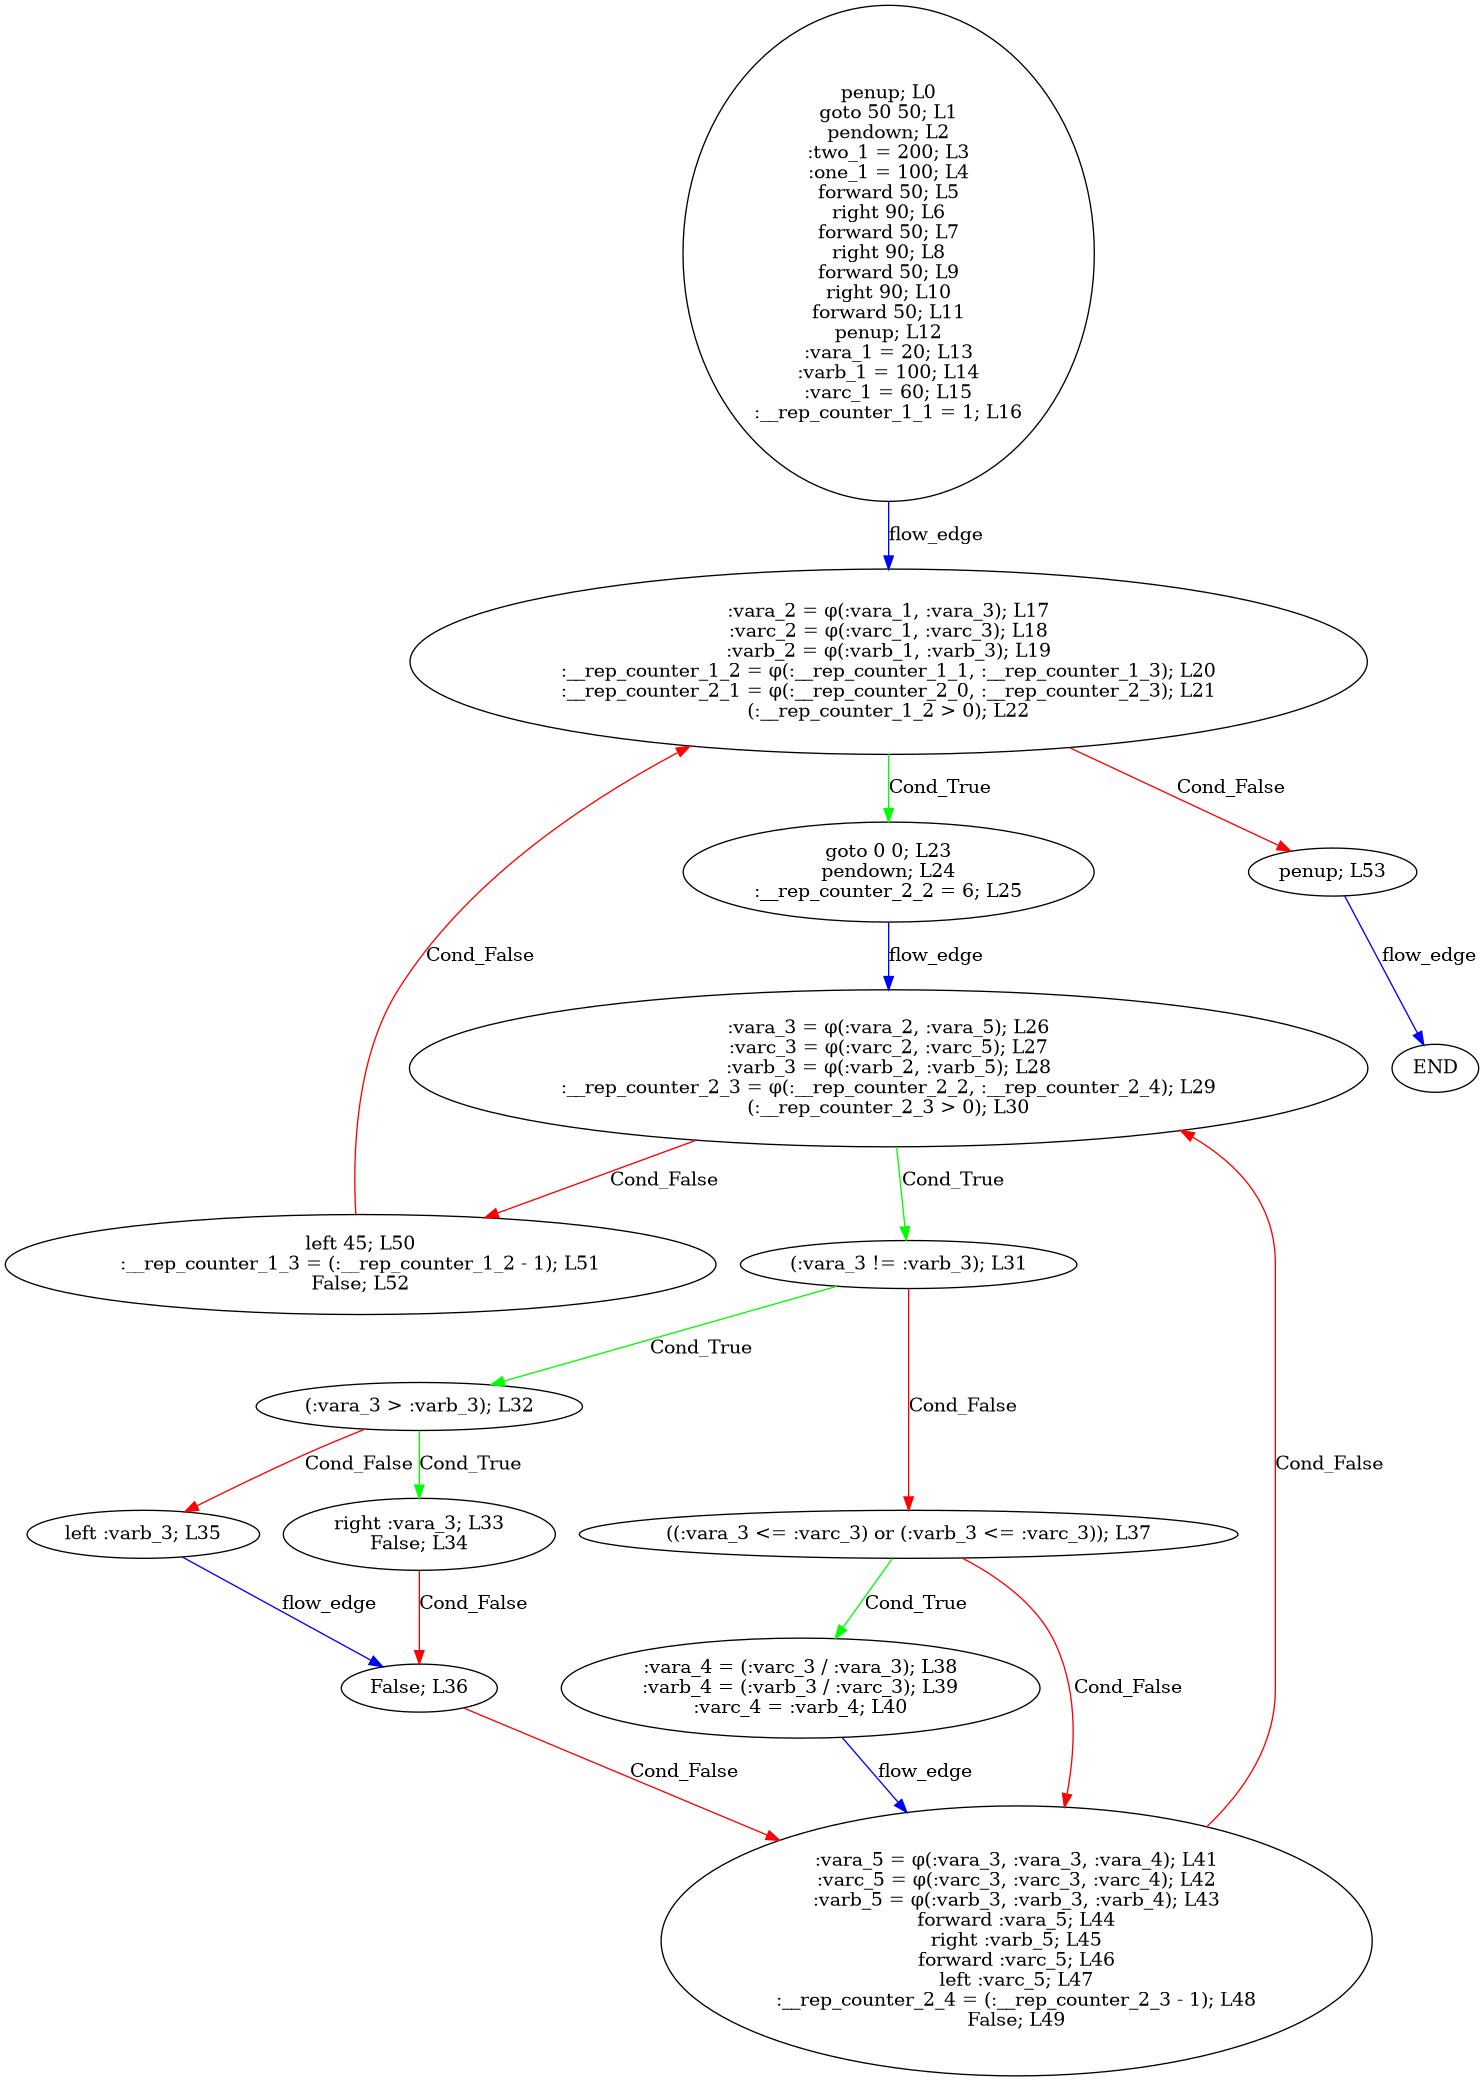 penup; L0
goto 50 50; L1
pendown; L2
:two_1 = 200; L3
:one_1 = 100; L4
forward 50; L5
right 90; L6
forward 50; L7
right 90; L8
forward 50; L9
right 90; L10
forward 50; L11
penup; L12
:vara_1 = 20; L13
:varb_1 = 100; L14
:varc_1 = 60; L15
:__rep_counter_1_1 = 1; L16
flow_edge
:vara_2 = φ(:vara_1, :vara_3); L17
:varc_2 = φ(:varc_1, :varc_3); L18
:varb_2 = φ(:varb_1, :varb_3); L19
:__rep_counter_1_2 = φ(:__rep_counter_1_1, :__rep_counter_1_3); L20
:__rep_counter_2_1 = φ(:__rep_counter_2_0, :__rep_counter_2_3); L21
(:__rep_counter_1_2 > 0); L22
Cond_True
Cond_False
goto 0 0; L23
pendown; L24
:__rep_counter_2_2 = 6; L25
penup; L53
Cond_False
flow_edge
flow_edge
:vara_3 = φ(:vara_2, :vara_5); L26
:varc_3 = φ(:varc_2, :varc_5); L27
:varb_3 = φ(:varb_2, :varb_5); L28
:__rep_counter_2_3 = φ(:__rep_counter_2_2, :__rep_counter_2_4); L29
(:__rep_counter_2_3 > 0); L30
END
Cond_False
Cond_True
left 45; L50
:__rep_counter_1_3 = (:__rep_counter_1_2 - 1); L51
False; L52
(:vara_3 != :varb_3); L31
Cond_True
(:vara_3 > :varb_3); L32
Cond_False
Cond_False
Cond_True
Cond_False
left :varb_3; L35
right :vara_3; L33
False; L34
((:vara_3 <= :varc_3) or (:varb_3 <= :varc_3)); L37
flow_edge
Cond_False
Cond_True
False; L36
:vara_4 = (:varc_3 / :vara_3); L38
:varb_4 = (:varb_3 / :varc_3); L39
:varc_4 = :varb_4; L40
Cond_False
Cond_False
flow_edge
:vara_5 = φ(:vara_3, :vara_3, :vara_4); L41
:varc_5 = φ(:varc_3, :varc_3, :varc_4); L42
:varb_5 = φ(:varb_3, :varb_3, :varb_4); L43
forward :vara_5; L44
right :varb_5; L45
forward :varc_5; L46
left :varc_5; L47
:__rep_counter_2_4 = (:__rep_counter_2_3 - 1); L48
False; L49